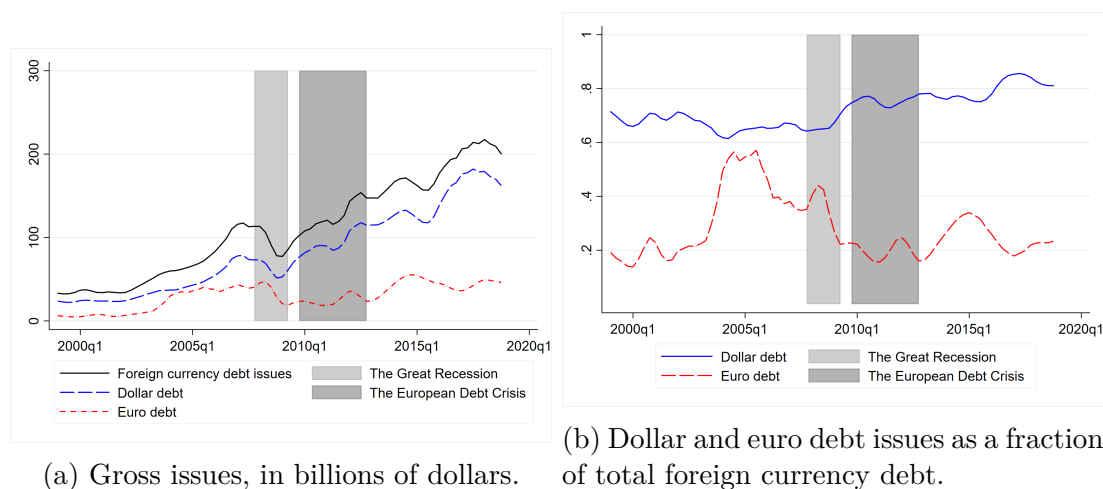 300
200
100
0
2000q1 2005q1 2010q1 2015q1 2020q1
Foreign currency debt issues The Great Recession
Dollar debt The European Debt Crisis
Euro debt
(a) Gross issues, in billions of dollars.
1
.8
.6
.4
.2
2000q1 2005q1 2010q1 2015q1 2020q1
Dollar debt The Great Recession
Euro debt The European Debt Crisis
(b) Dollar and euro debt issues as a fraction
of total foreign currency debt.